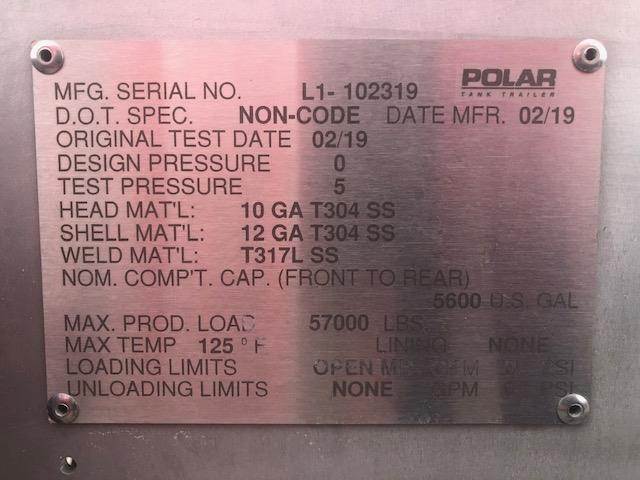 POLAR
TANK TRAILER
MFG. SERIAL NO. L1- 102319
D.O.T. SPEC. NON-CODE DATE MFR. 02/19
ORIGINAL TEST DATE 02/19
DESIGN PRESSURE 0
TEST PRESSURE 5
HEAD MAT'L: 10 GA T304 SS
SHELL MAT'L: 12 GA T304 SS
WELD MAT'L: T317L SS
NOM. COMP'T. CAP. (FRONT TO REAR)
5600 U.S. GAL
MAX. PROD. LOAD 57000 LBS.
MAX TEMP 125 ° F LINING NONE
LOADING LIMITS OPEN PSI
UNLOADING LIMITS NONE GPM PSI